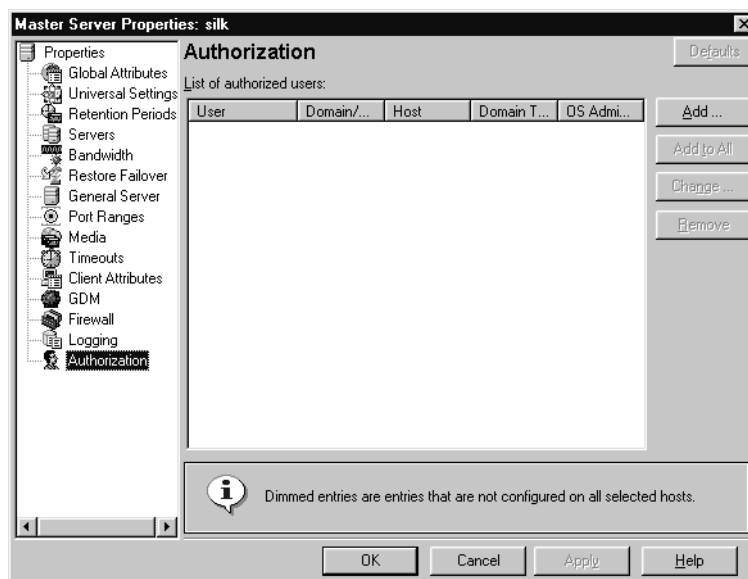 Master Server Properties: silk
Properties
Global Attributes
Universal Settings
Retention Periods
Servers
Bandwidth
Restore Failover
General Server
Port Ranges
Media
Timeouts
Client Attributes
GDM
Firewall
Logging
Authorization
Authorization
Defaults
List of authorized users:
User Domain/... Host Domain T... OS Admi...
Add ...
Add to All
Change ...
Remove
Dimmed entries are entries that are not configured on all selected hosts.
OK Cancel Apply Help